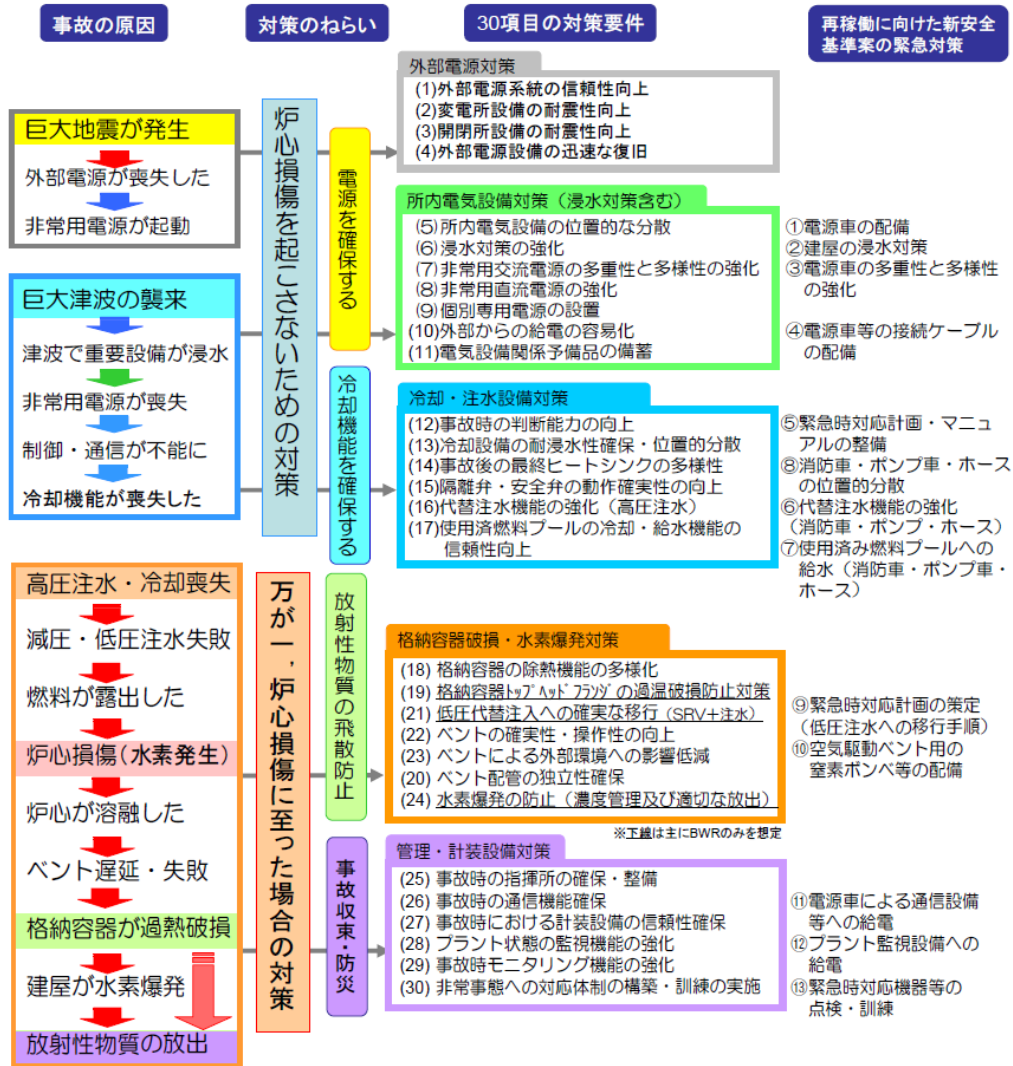 事故の原因
対策のねらい
30項目の対策要件
再稼働に向けた新安全
基準案の緊急対策
巨大地震が発生
外部電源が喪失した
非常用電源が起動
巨大津波の襲来
津波で重要設備が浸水
非常用電源が喪失
制御・通信が不能に
冷却機能が喪失した
高圧注水・冷却喪失
減圧・低圧注水失敗
燃料が露出した
炉心損傷(水素発生)
炉心が溶融した
ベント遅延・失敗
格納容器が過熱破損
建屋が水素爆発
放射性物質の放出
炉心損傷を起こさないための対策
万が一，炉心損傷に至った場合の対策
電源を確保する
冷却機能を確保する
放射性物質の飛散防止
事故収束・防災
外部電源対策
(1)外部電源系統の信頼性向上
(2)変電所設備の耐震性向上
(3)開閉所設備の耐震性向上
(4)外部電源設備の迅速な復旧
所内電気設備対策（浸水対策含む）
(5)所内電気設備の位置的な分散
(6)浸水対策の強化
(7)非常用交流電源の多重性と多様性の強化
(8)非常用直流電源の強化
(9)個別専用電源の設置
(10)外部からの給電の容易化
(11)電気設備関係予備品の備蓄
冷却・注水設備対策
(12)事故時の判断能力の向上
(13)冷却設備の耐浸水性確保・位置的分散
(14)事故後の最終ヒートシンクの多様性
(15)隔離弁・安全弁の動作確実性の向上
(16)代替注水機能の強化（高圧注水）
(17)使用済燃料プールの冷却・給水機能の
信頼性向上
格納容器破損・水素爆発対策
(18) 格納容器の除熱機能の多様化
(19) 格納容器ﾄｯﾌﾟﾍｯﾄﾞﾌﾗﾝｼﾞの過温破損防止対策
(21) 低圧代替注入への確実な移行（SRV＋注水）
(22) ベントの確実性・操作性の向上
(23) ベントによる外部環境への影響低減
(20) ベント配管の独立性確保
(24) 水素爆発の防止（濃度管理及び適切な放出）
※下線は主にBWRのみを想定
管理・計装設備対策
(25) 事故時の指揮所の確保・整備
(26) 事故時の通信機能確保
(27) 事故時における計装設備の信頼性確保
(28) プラント状態の監視機能の強化
(29) 事故時モニタリング機能の強化
(30) 非常事態への対応体制の構築・訓練の実施
①電源車の配備
②建屋の浸水対策
③電源車の多重性と多様性
の強化
④電源車等の接続ケーブル
の配備
⑤緊急時対応計画・マニュ
アルの整備
⑧消防車・ポンプ車・ホース
の位置的分散
⑥代替注水機能の強化
（消防車・ポンプ・ホース）
⑦使用済み燃料プールへの
給水（消防車・ポンプ車・
ホース）
⑨緊急時対応計画の策定
（低圧注水への移行手順）
⑩空気駆動ベント用の
窒素ボンベ等の配備
⑪電源車による通信設備
等への給電
⑫プラント監視設備への
給電
⑬緊急時対応機器等の
点検・訓練